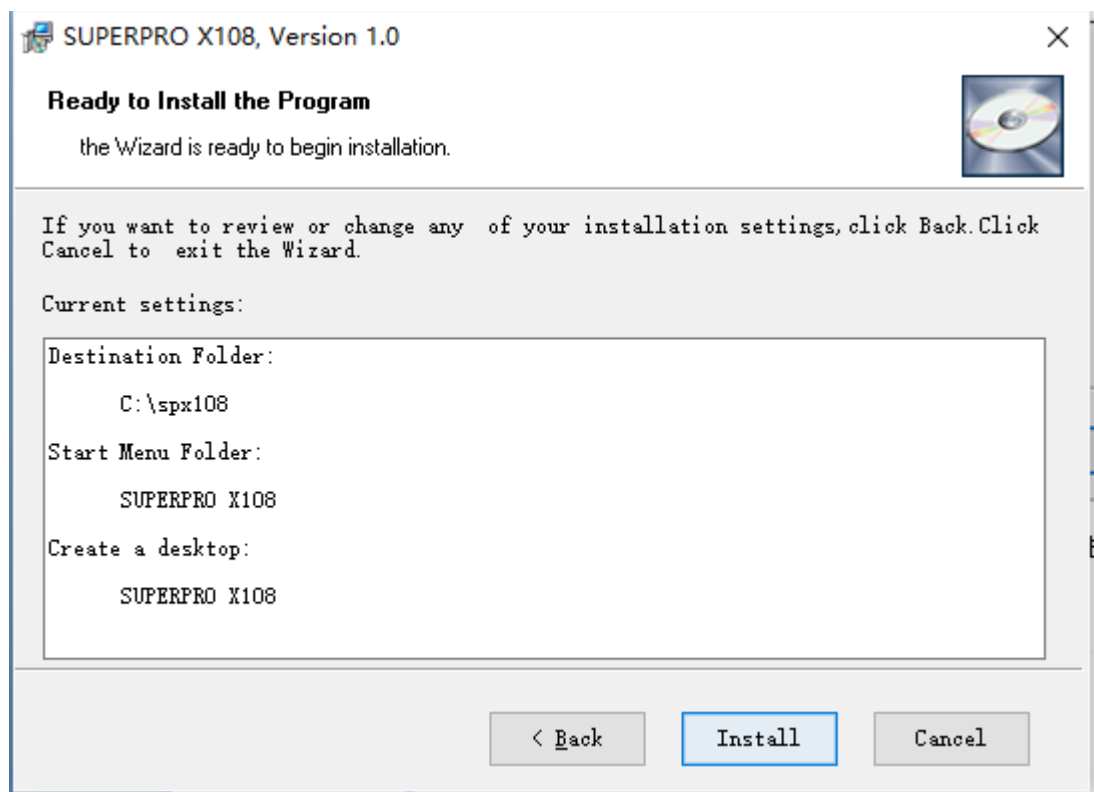 SUPERPRO X108, Version 1.0
Ready to Install the Program
the Wizard is ready to begin installation.
If you want to review or change any  of your installation settings,click Back.Click
Cancel to  exit the Wizard.
Current settings:
Destination Folder:
C:\spx108
Start Menu Folder:
SUPERPRO X108
Create a desktop:
SUPERPRO X108
< Back
Install
Cancel